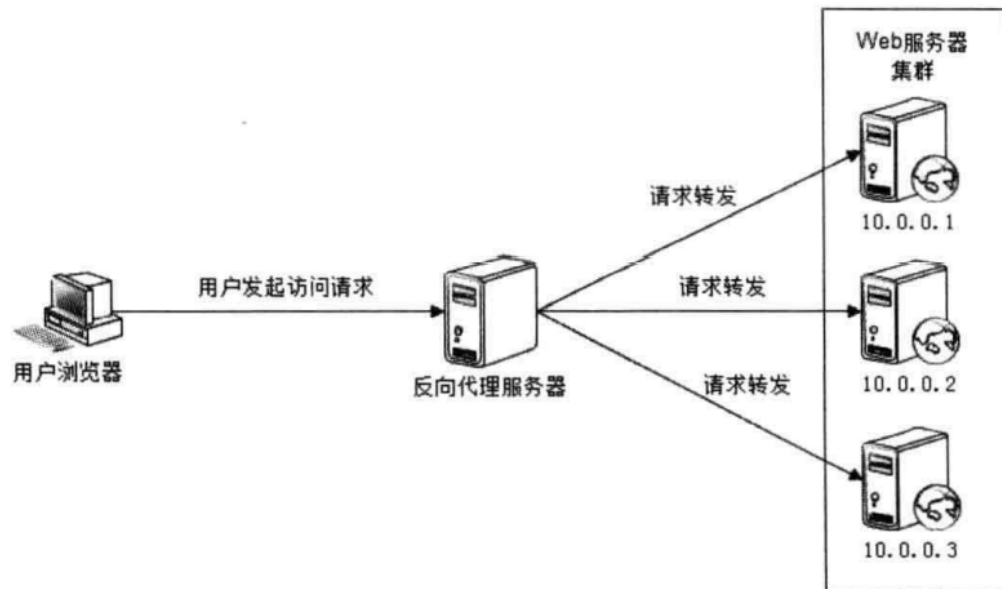 Web服务器
集群
请求转发
10.0.0.1
用户发起访问请求
请求转发
用户浏览器
反向代理服务器
10.0.0.2
请求转发
10.0.0.3